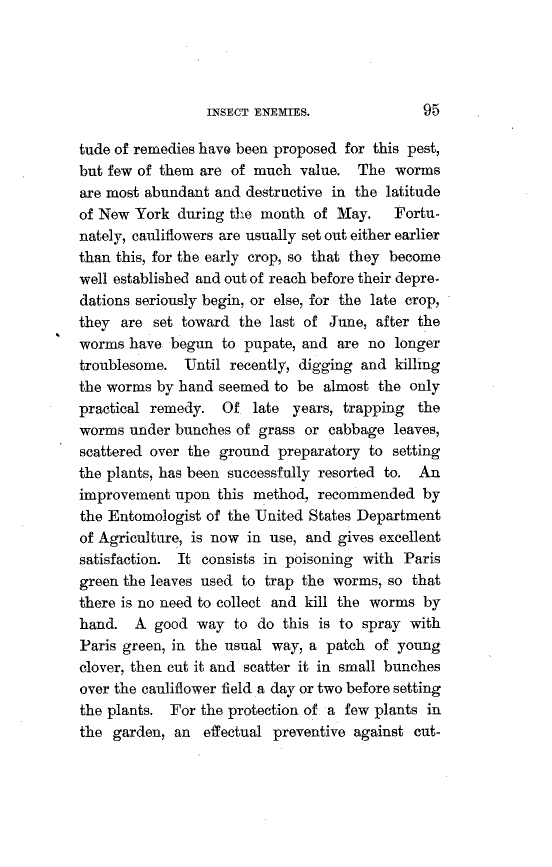 INSECT ENEMIES. 95
tude of remedies have been proposed for this pest,
but few of them are of much value. The worms
are most abundant and destructive in the latitude
of New York during the month of May. Fortu-
nately, cauliflowers are usually set out either earlier
than this, for the early crop, so that they become
well established and out of reach before their depre-
dations seriously begin, or else, for the late crop,
they are set toward the last of June, after the
worms have begun to pupate, and are no longer
troublesome. Until recently, digging and killing
the worms by hand seemed to be almost the only
practical remedy. Of late years, trapping the
worms under bunches of grass or cabbage leaves,
scattered over the ground preparatory to setting
the plants, has been successfully resorted to. An
improvement upon this method, recommended by
the Entomologist of the United States Department
of Agriculture, is now in use, and gives excellent
satisfaction. It consists in poisoning with Paris
green the leaves used to trap the worms, so that
there is no need to collect and kill the worms by
hand. A good way to do this is to spray with
Paris green, in the usual way, a patch of young
clover, then cut it and scatter it in small bunches
over the cauliflower field a day or two before setting
the plants. For the protection of a few plants in
the garden, an effectual preventive against cut-